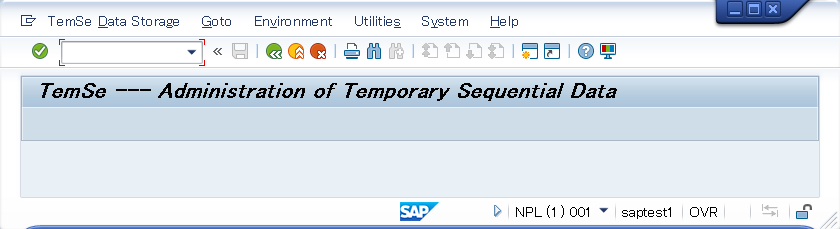 TemSe Data Storage Goto Environment Utilities System Help
TemSe --- Administration of Temporary Sequential Data
SAP NPL (1) 001 saptest1 OVR